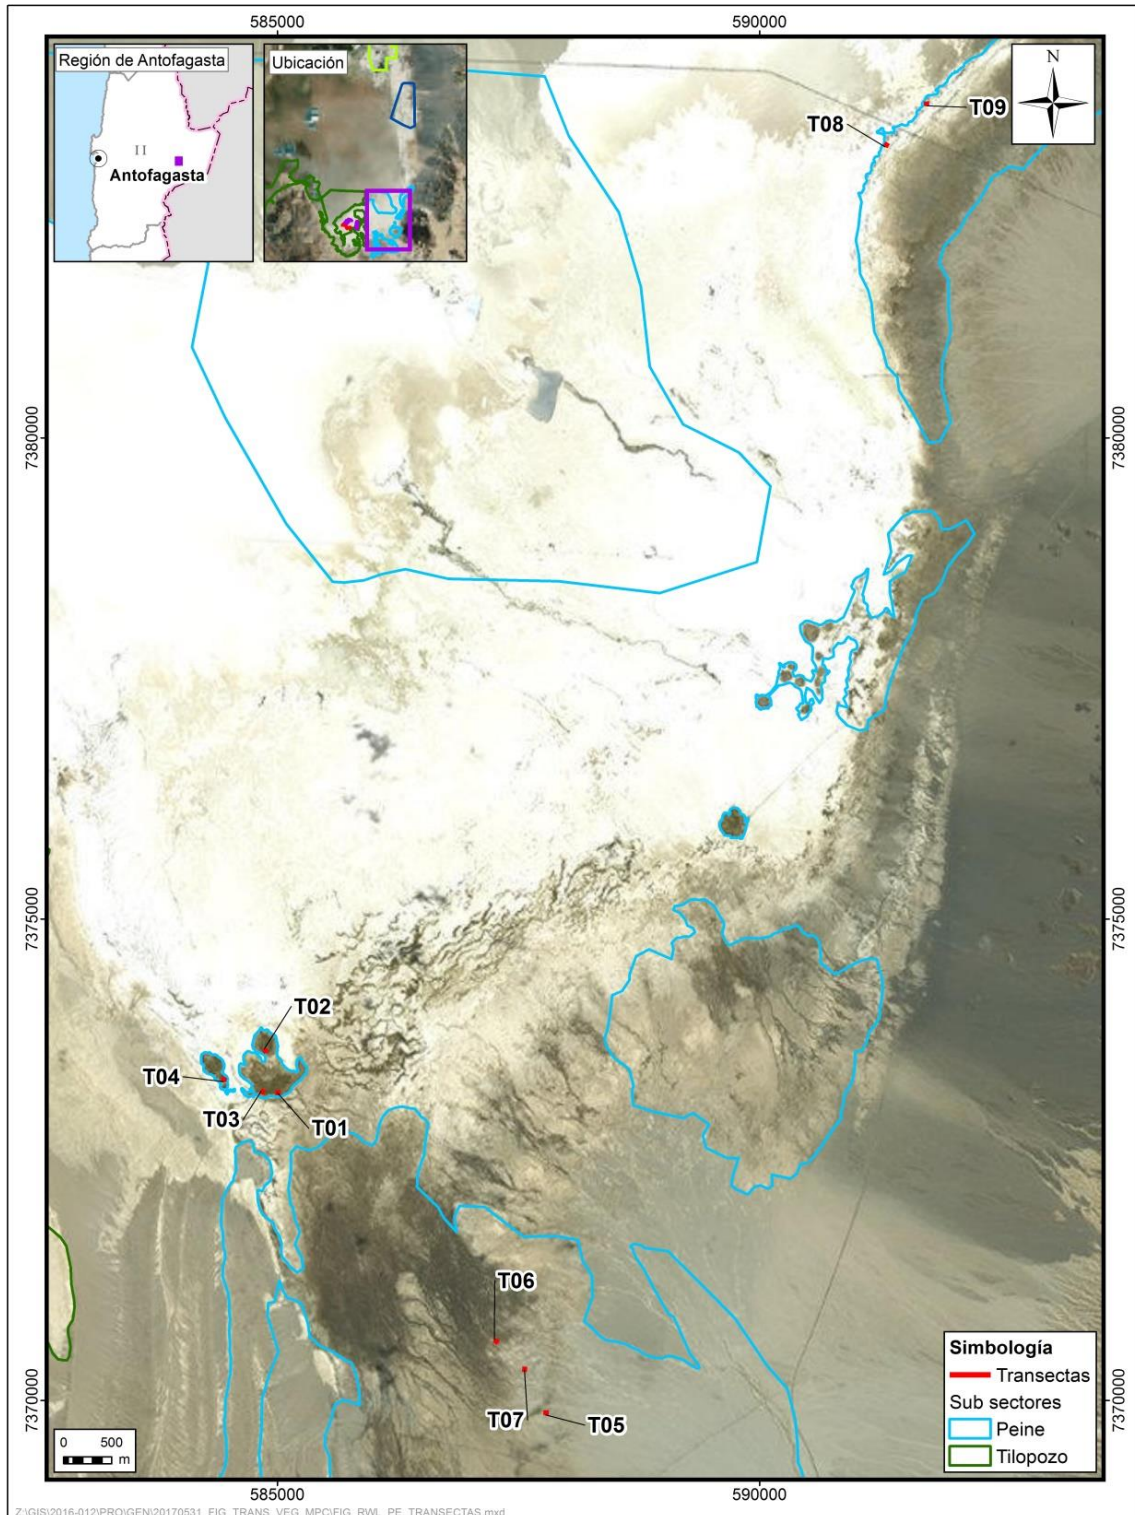 585000
590000
Región de Antofagasta
II
Antofagasta
Ubicación
N
T08
T09
7380000
7380000
7375000
7375000
T02
T04
T03
T01
T06
T07
T05
7370000
7370000
Simbología
Transectas
Sub sectores
Peine
Tilopozo
0 500
m
585000
590000
Z:\GIS\2016-012\PRO\GEN\20170531_FIG_TRANS_VEG_MPC\FIG_RWL_PE_TRANSECTAS.mxd